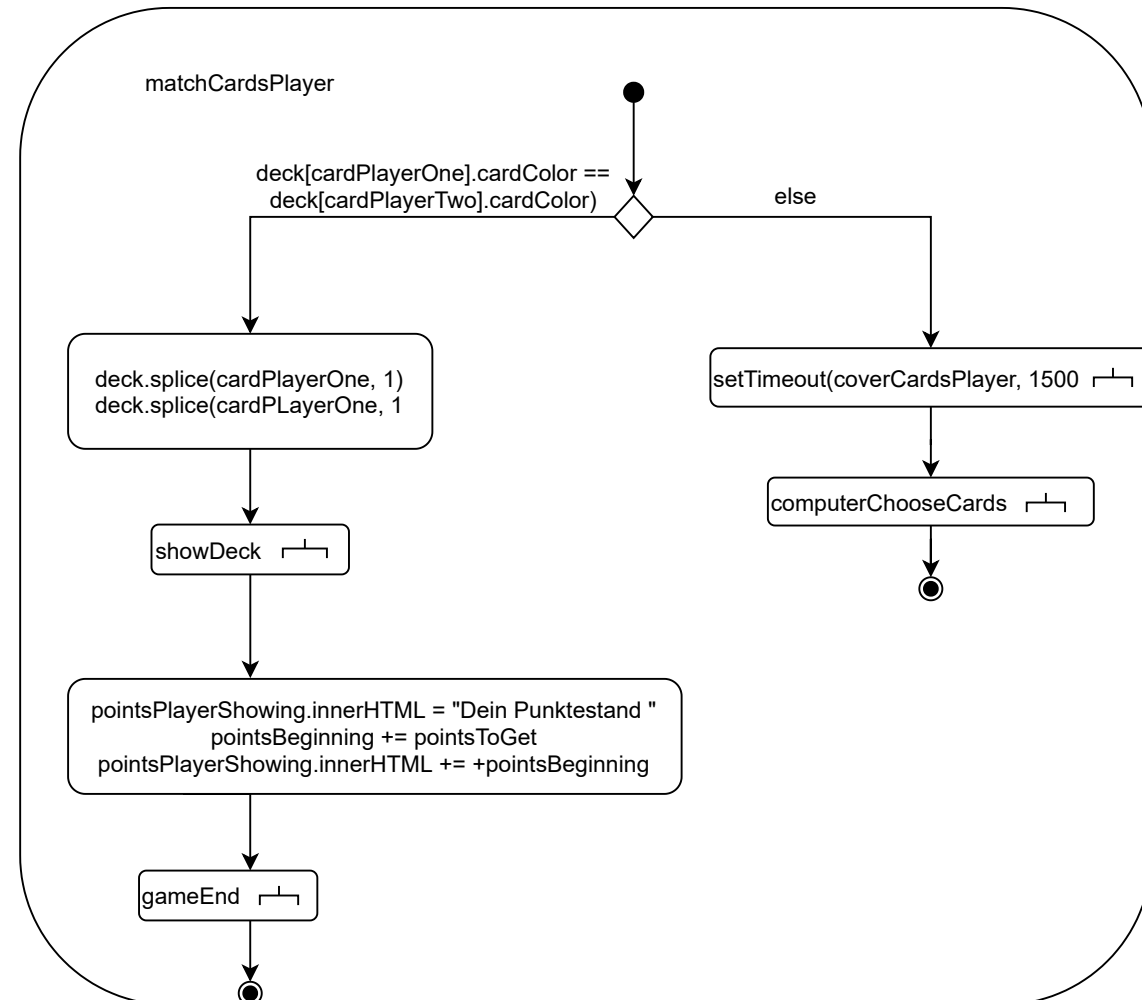 matchCardsPlayer
deck[cardPlayerOne].cardColor ==
deck[cardPlayerTwo].cardColor)
else
deck.splice(cardPlayerOne, 1)
deck.splice(cardPLayerOne, 1
setTimeout(coverCardsPlayer, 1500
computerChooseCards
showDeck
pointsPlayerShowing.innerHTML = "Dein Punktestand "
pointsBeginning += pointsToGet
pointsPlayerShowing.innerHTML += +pointsBeginning
gameEnd